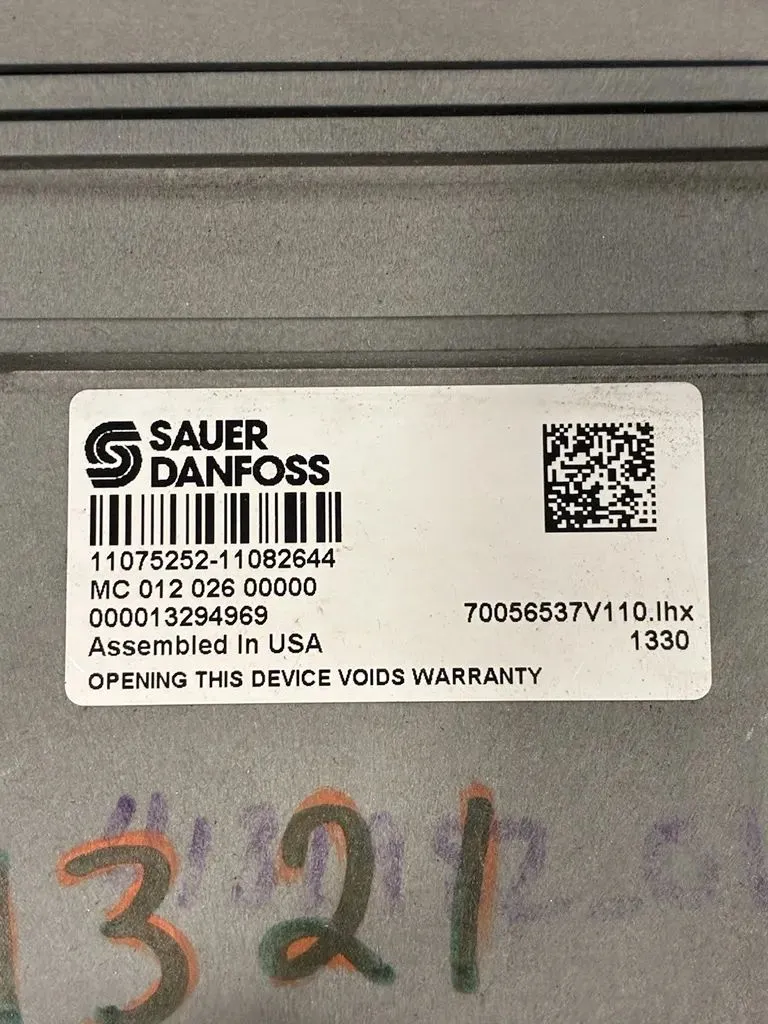 SAUER
DANFOSS
11075252-11082644
MC 012 026 00000
000013294969
70056537V110.lhx
Assembled In USA
1330
OPENING THIS DEVICE VOIDS WARRANTY
321